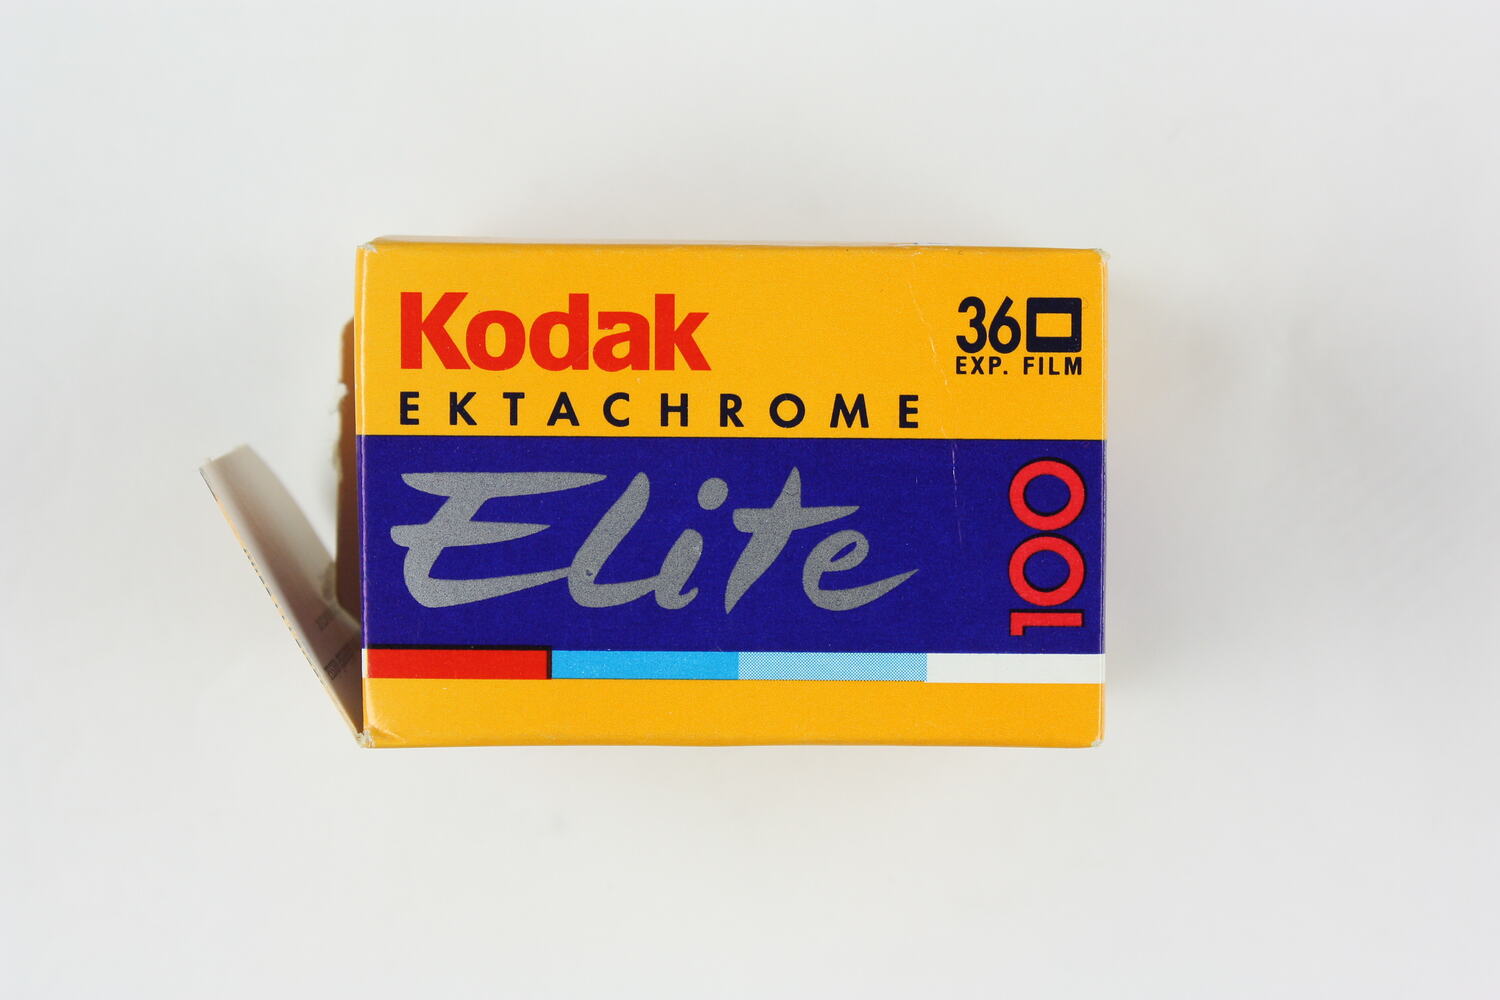 Kodak
36
EXP. FILM
EKTACHROME
Elite
100